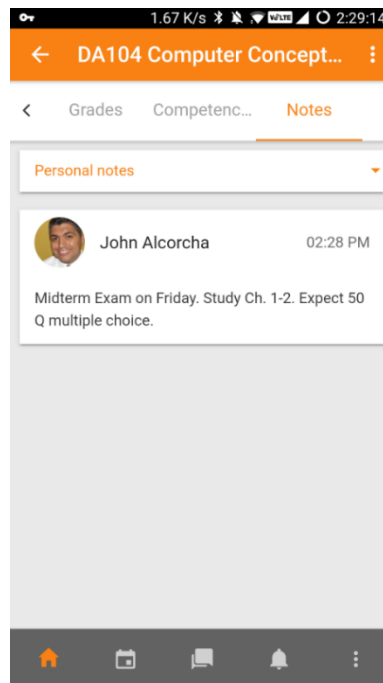 1.67 K/s VoLTE 2:29:14
DA104 Computer Concept...
Grades Competenc... Notes
Personal notes
John Alcorcha 02:28 PM
Midterm Exam on Friday. Study Ch. 1-2. Expect 50
Q multiple choice.